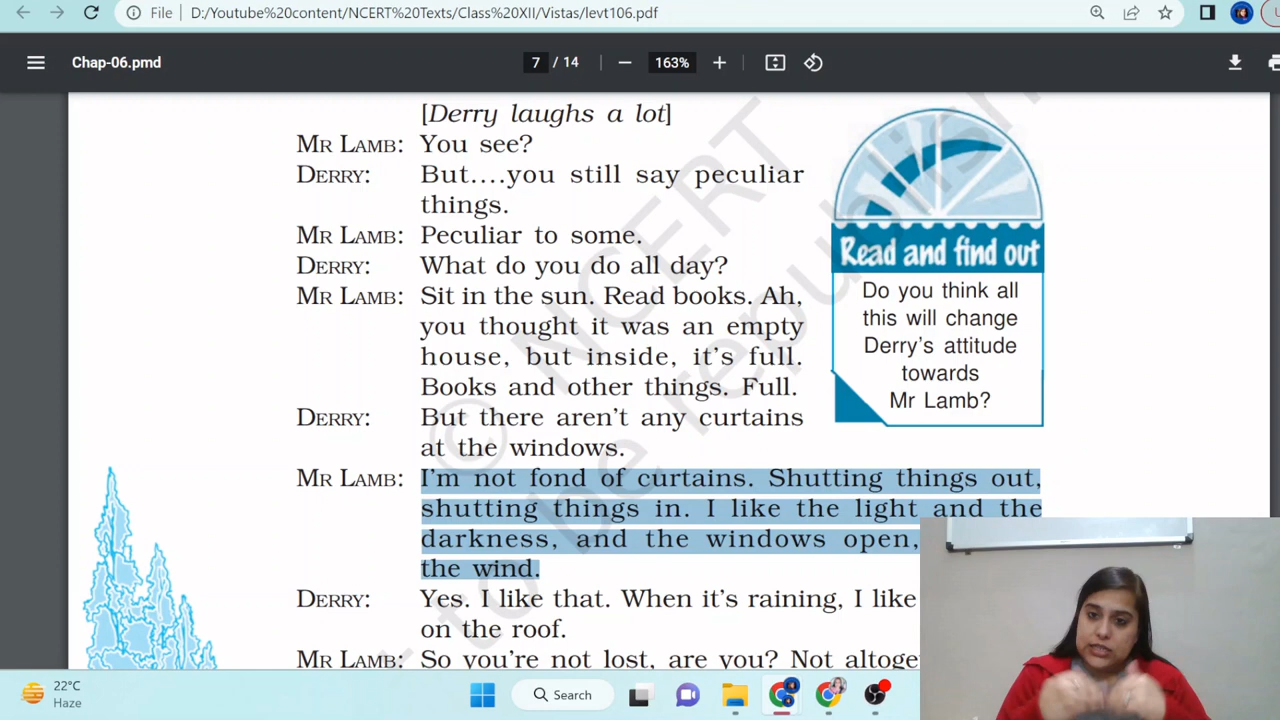 File D:/Youtube%20content/NCERT%20Texts/Class%20XII/Vistas/levt106.pdf
Chap-06.pmd
7 / 14
163%
[Derry laughs a lot]
MR LAMB: You see?
DERRY: But....you still say peculiar
things.
MR LAMB: Peculiar to some.
DERRY: What do you do all day?
MR LAMB: Sit in the sun. Read books. Ah,
you thought it was an empty
house, but inside, it's full.
Books and other things. Full.
DERRY: But there aren't any curtains
at the windows.
MR LAMB: I'm not fond of curtains. Shutting things out,
shutting things in. I like the light and the
darkness, and the windows open,
the wind.
DERRY: Yes. I like that. When it's raining, I like
on the roof.
MR LAMB: So you're not lost, are you? Not
Read and find out
Do you think all
this will change
Derry's attitude
towards
Mr Lamb?
© NCERT
to be republish
22°C
Haze
Search